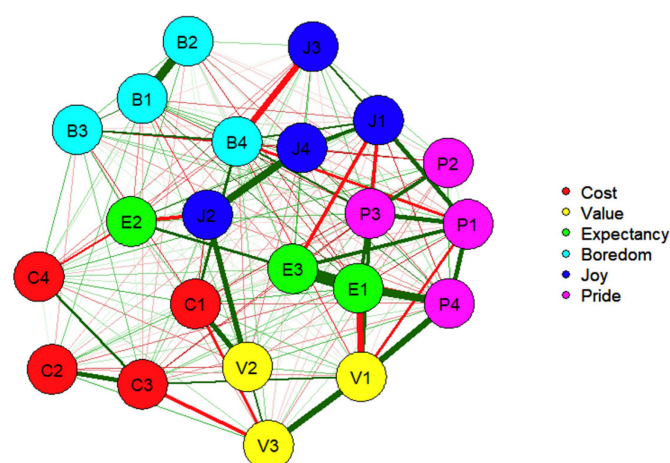 B2
J3
B1
J1
B3
B4
J4
P2
E2
J2
P3
P1
E3
E1
C4
C1
P4
C2
C3
V2
V1
V3
Cost
Value
Expectancy
Boredom
Joy
Pride